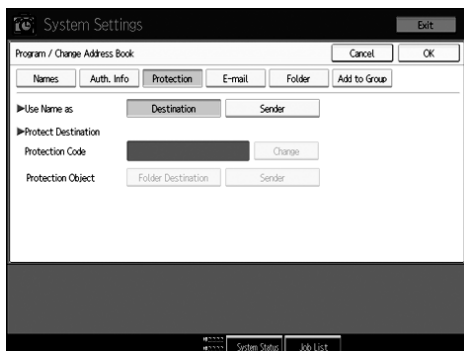 System Settings Exit
Program / Change Address Book Cancel OK
Names Auth. Info Protection E-mail Folder Add to Group
▶Use Name as Destination Sender
▶Protect Destination
Protection Code Change
Protection Object Folder Destination Sender
System Status Job List